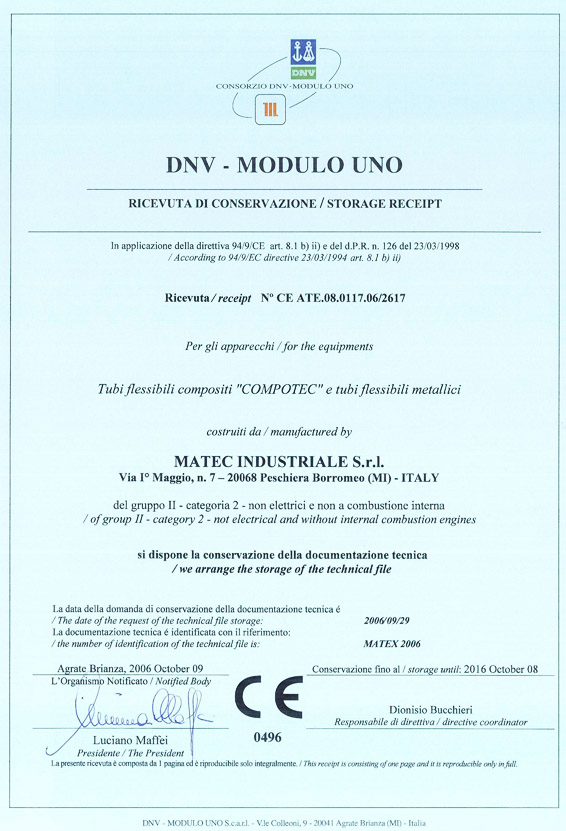 DNV
CONSORZIO DNV-MODULO UNO
DNV - MODULO UNO
RICEVUTA DI CONSERVAZIONE / STORAGE RECEIPT
In applicazione della direttiva 94/9/CE art. 8.1 b) ii) e del d.P.R. n. 126 del 23/03/1998
/ According to 94/9/EC directive 23/03/1994 art. 8.1 b) ii)
Ricevuta / receipt Nº CE ATE.08.0117.06/2617
Per gli apparecchi / for the equipments
Tubi flessibili compositi "COMPOTEC" e tubi flessibili metallici
costruiti da / manufactured by
MATEC INDUSTRIALE S.r.l.
Via I° Maggio, n. 7 – 20068 Peschiera Borromeo (MI) - ITALY
del gruppo II - categoria 2 - non elettrici e non a combustione interna
/ of group II - category 2 - not electrical and without internal combustion engines
si dispone la conservazione della documentazione tecnica
/ we arrange the storage of the technical file
La data della domanda di conservazione della documentazione tecnica é
/ The date of the request of the technical file storage: 2006/09/29
La documentazione tecnica é identificata con il riferimento:
/ the number of identification of the technical file is: MATEX 2006
Agrate Brianza, 2006 October 09 Conservazione fino al / storage until: 2016 October 08
L'Organismo Notificato / Notified Body
CE
Dionisio Bucchieri
Responsabile di direttiva / directive coordinator
0496
Luciano Maffei
Presidente / The President
La presente ricevuta è composta da 1 pagina ed è riproducibile solo integralmente. / This receipt is consisting of one page and it is reproducible only in full.
DNV - MODULO UNO S.c.a.r.l. - V.le Colleoni, 9 - 20041 Agrate Brianza (MI) - Italia